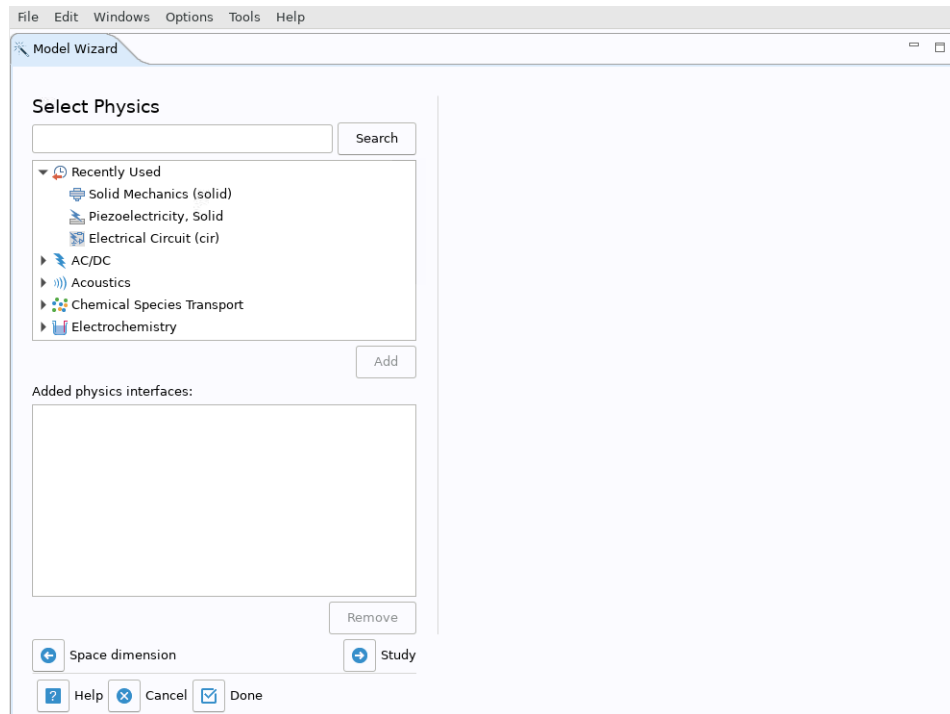 File Edit Windows Options Tools Help
Model Wizard
Select Physics
Search
Recently Used
Solid Mechanics (solid)
Piezoelectricity, Solid
Electrical Circuit (cir)
AC/DC
Acoustics
Chemical Species Transport
Electrochemistry
Add
Added physics interfaces:
Remove
Space dimension Study
? Help Cancel Done